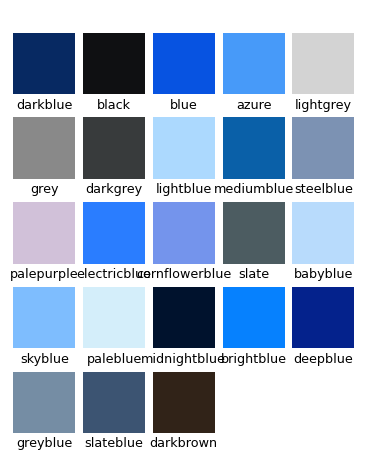 darkblue black blue azure lightgrey
grey darkgrey lightblue mediumblue steelblue
palepurple electricblue cornflowerblue slate babyblue
skyblue paleblue midnightblue brightblue deepblue
greyblue slateblue darkbrown